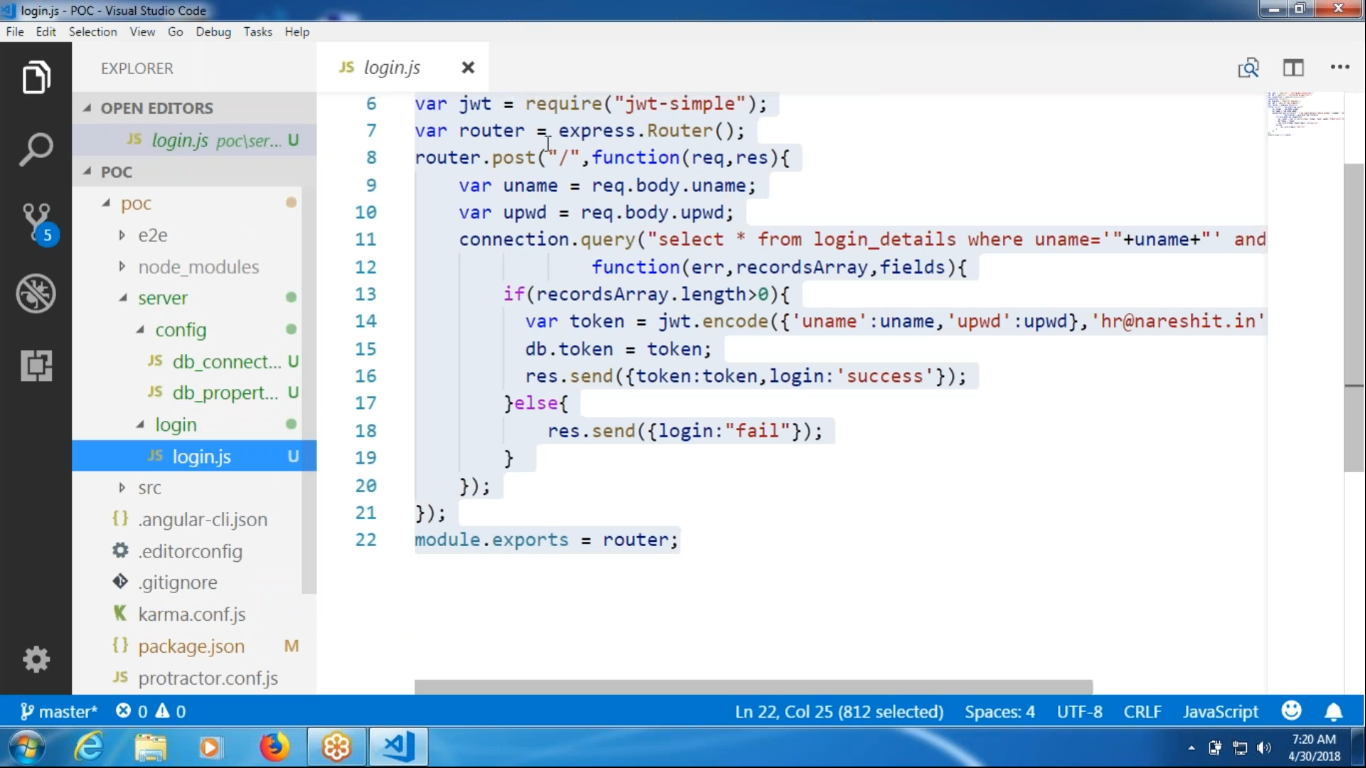 login.js - POC - Visual Studio Code
File Edit Selection View Go Debug Tasks Help
EXPLORER
JS login.js
OPEN EDITORS
JS login.js poc\ser... U
POC
poc
e2e
node_modules
server
config
JS db_connect... U
JS db_propert... U
login
JS login.js U
src
{} .angular-cli.json
.editorconfig
.gitignore
karma.conf.js
{} package.json M
JS protractor.conf.js
5
6 var jwt = require("jwt-simple");
7 var router = express.Router();
8 router.post("/",function(req,res){
9 var uname = req.body.uname;
10 var upwd = req.body.upwd;
11 connection.query("select * from login_details where uname='"+uname+"' and
12 function(err,recordsArray,fields){
13 if(recordsArray.length>0){
14 var token = jwt.encode({'uname':uname,'upwd':upwd},'hr@nareshit.in'
15 db.token = token;
16 res.send({token:token,login:'success'});
17 }else{
18 res.send({login:"fail"});
19 }
20 });
21 });
22 module.exports = router;
master* 0 0 Ln 22, Col 25 (812 selected) Spaces: 4 UTF-8 CRLF JavaScript
7:20 AM
4/30/2018